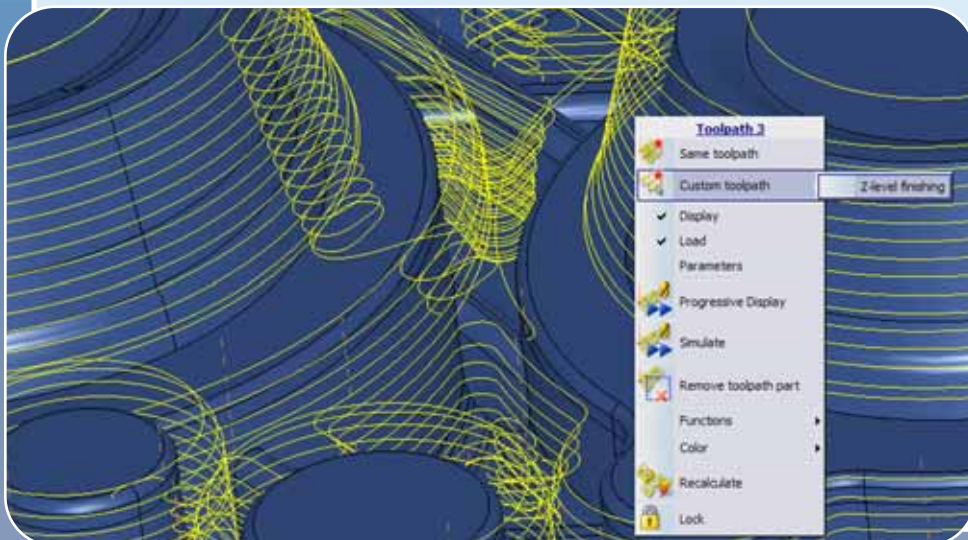 Toolpath 3
Same toolpath
Custom toolpath
Z-level finishing
Display
Load
Parameters
Progressive Display
Simulate
Remove toolpath part
Functions
Color
Recalculate
Lock